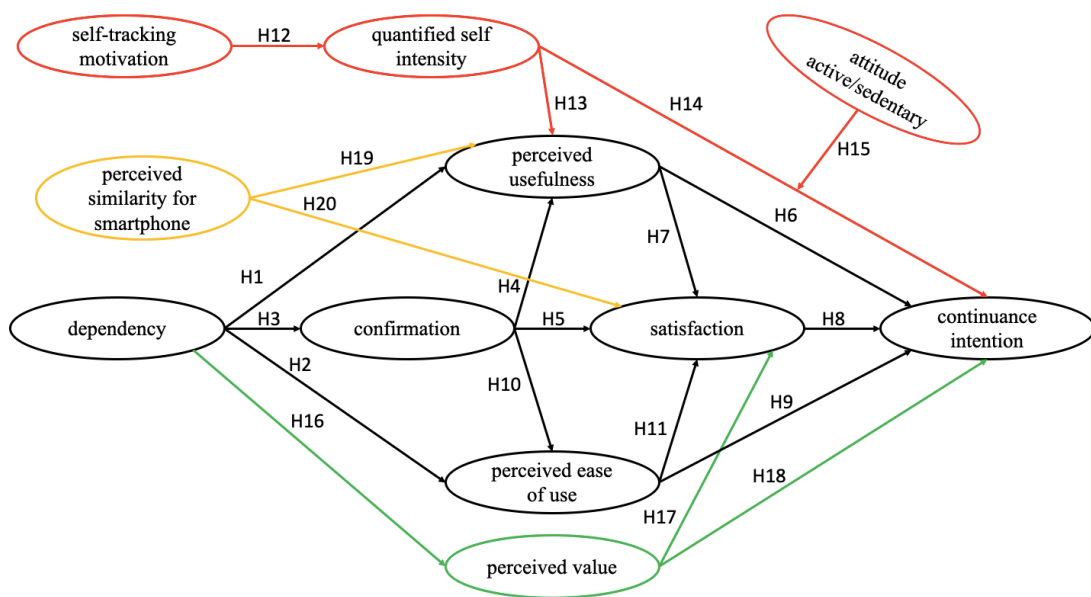 self-tracking
motivation
H12
quantified self
intensity
attitude
active/sedentary
H13
H14
H15
perceived
similarity for
smartphone
H19
H20
perceived
usefulness
H6
H7
H1
H4
dependency
H3
confirmation
H5
satisfaction
H8
continuance
intention
H2
H10
H9
H16
H11
perceived ease
of use
H18
H17
perceived value